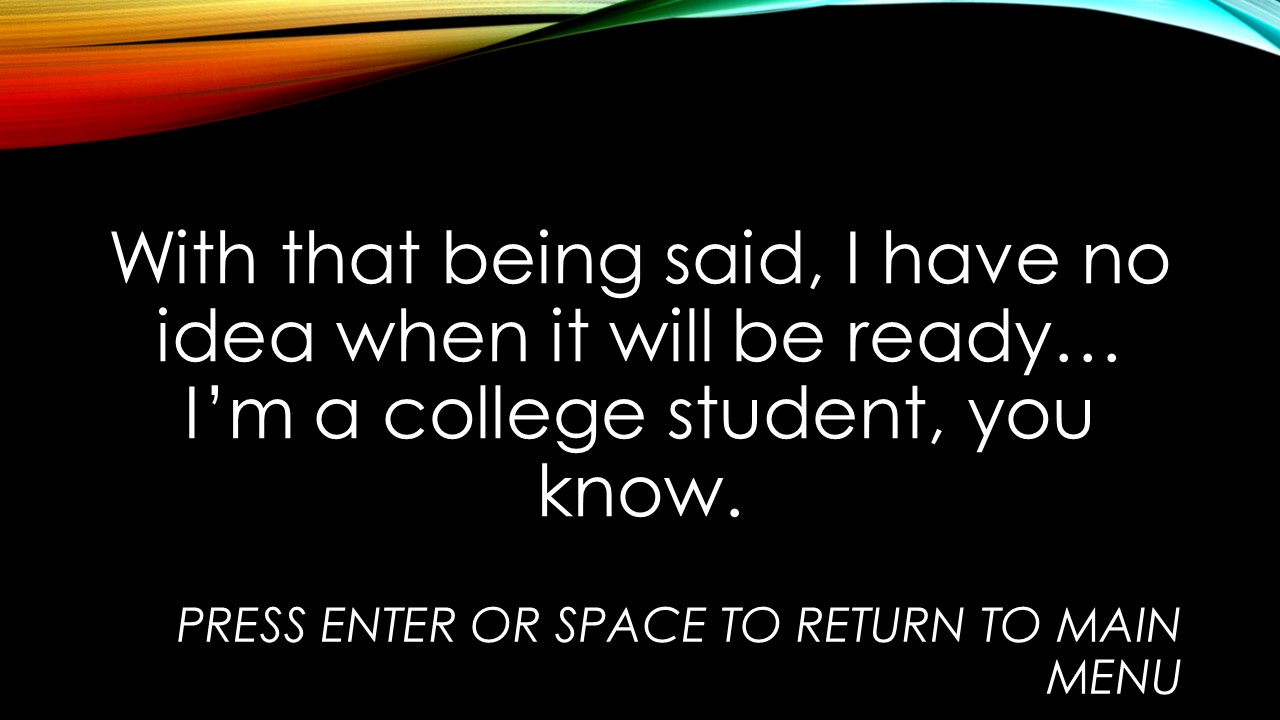 With that being said, I have no
idea when it will be ready…
I’m a college student, you
know.
PRESS ENTER OR SPACE TO RETURN TO MAIN
MENU